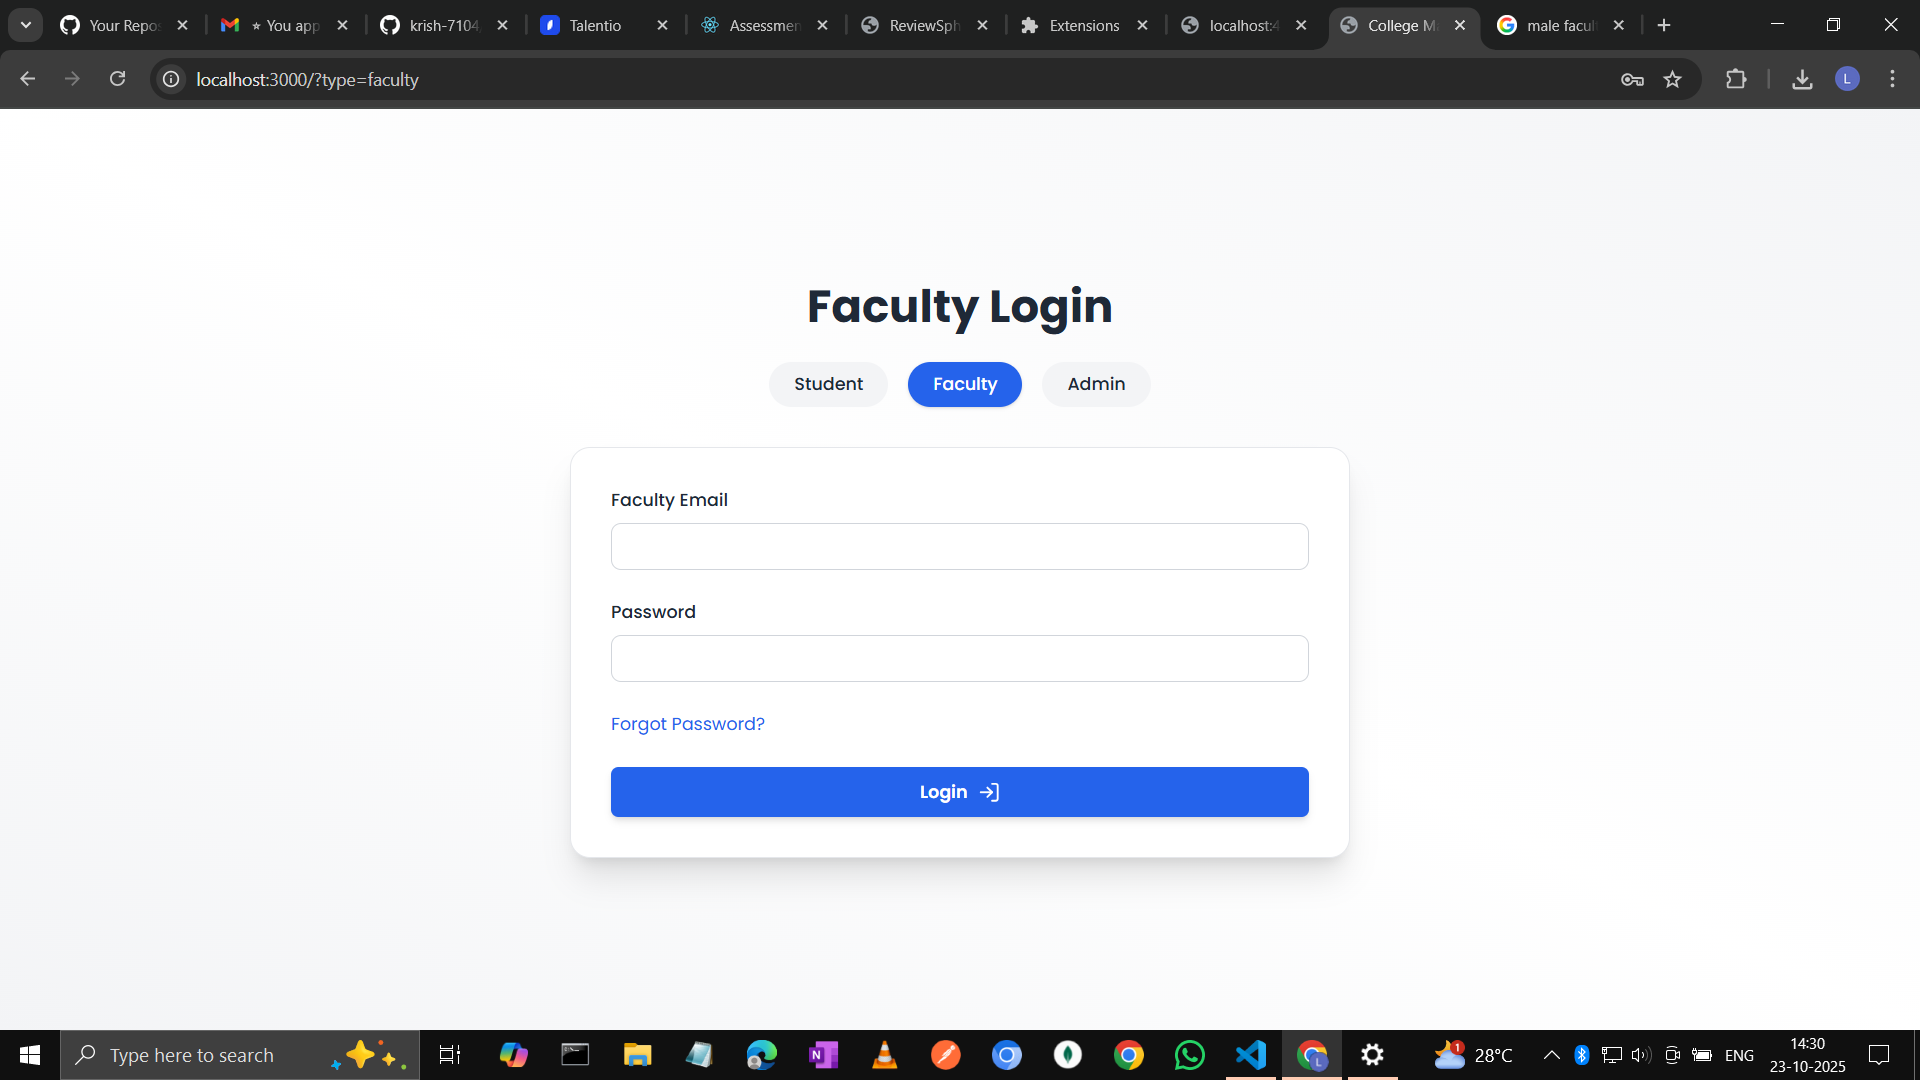 Your Repos
You app
krish-7104
Talentio
Assessmen
ReviewSph
Extensions
localhost:4
College M
male facul
localhost:3000/?type=faculty
L
Faculty Login
Student
Faculty
Admin
Faculty Email
Password
Forgot Password?
Login
Type here to search
N
L
1
28°C
ENG
14:30
23-10-2025